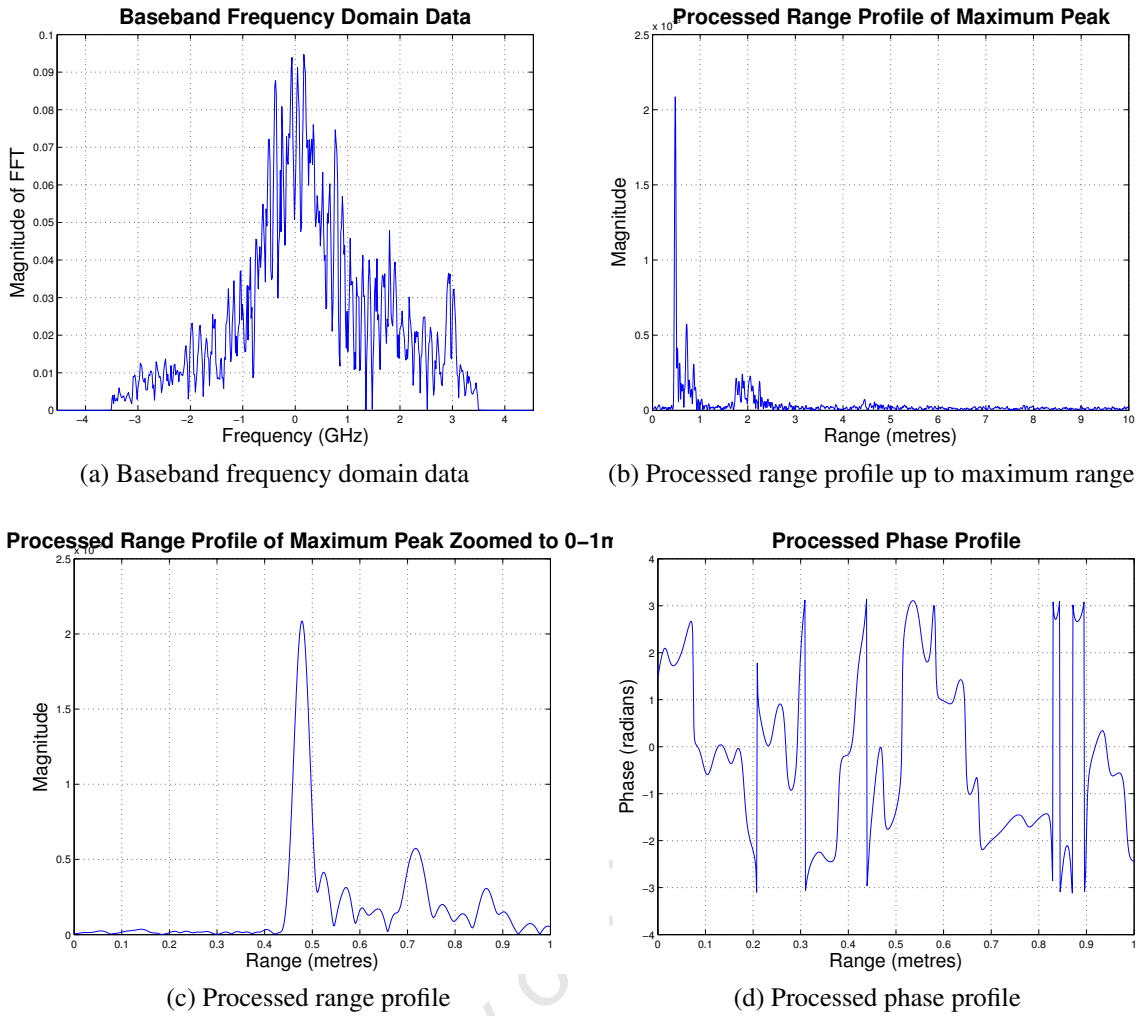 Baseband Frequency Domain Data
0.1
0.09
0.08
0.07
0.06
0.05
0.04
0.03
0.02
0.01
0
Magnitude of FFT
−4 −3 −2 −1 0 1 2 3 4
Frequency (GHz)
(a) Baseband frequency domain data
Processed Range Profile of Maximum Peak
2.5
2
1.5
1
0.5
0
Magnitude
0 1 2 3 4 5 6 7 8 9 10
Range (metres)
(b) Processed range profile up to maximum range
Processed Range Profile of Maximum Peak Zoomed to 0−1m
2.5
2
1.5
1
0.5
0
Magnitude
0 0.1 0.2 0.3 0.4 0.5 0.6 0.7 0.8 0.9 1
Range (metres)
(c) Processed range profile
Processed Phase Profile
4
3
2
1
0
−1
−2
−3
−4
Phase (radians)
0 0.1 0.2 0.3 0.4 0.5 0.6 0.7 0.8 0.9 1
Range (metres)
(d) Processed phase profile